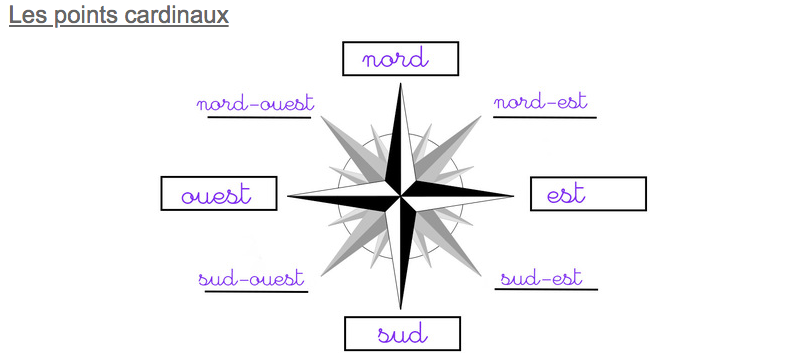 Les points cardinaux
nord
nord-ouest
nord-est
ouest
est
sud-ouest
sud-est
sud